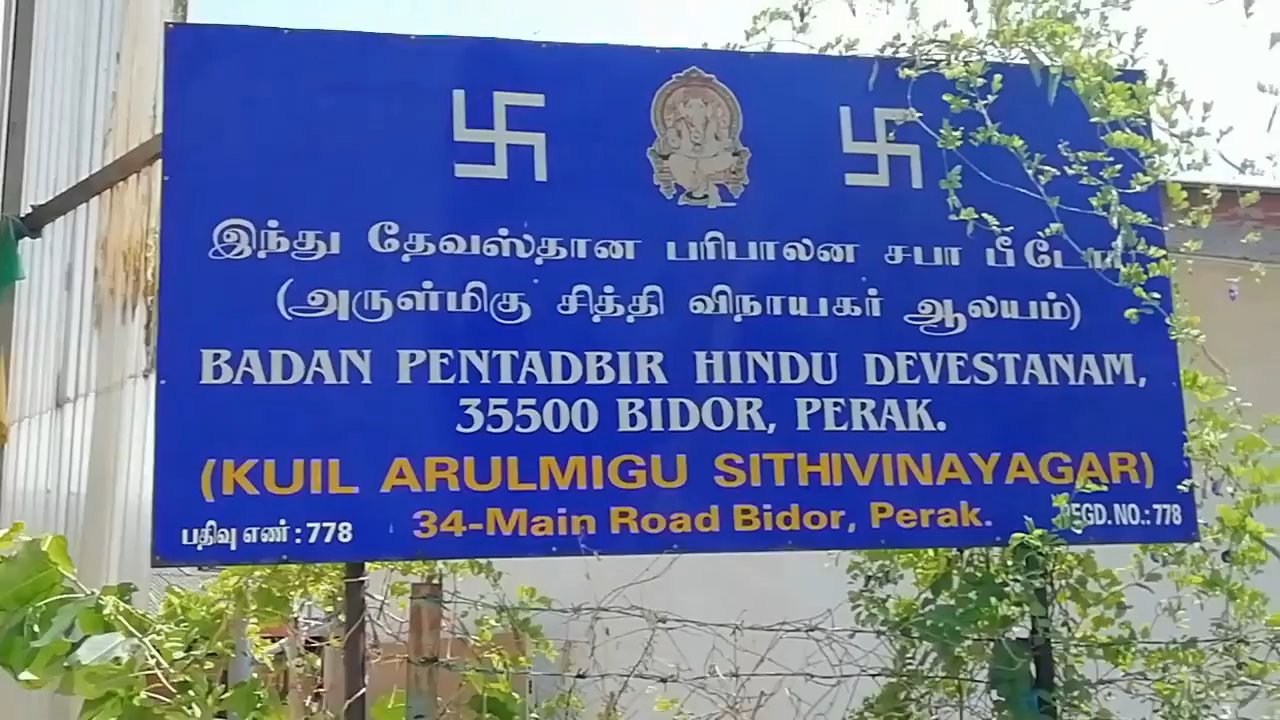 இந்து தேவஸ்தான பரிபாலன சபா பீடோர்
(அருள்மிகு சித்தி விநாயகர் ஆலயம்)
BADAN PENTADBIR HINDU DEVESTANAM,
35500 BIDOR, PERAK.
(KUIL ARULMIGU SITHIVINAYAGAR)
34-Main Road Bidor, Perak.
பதிவு எண் : 778
REGD. NO.: 778